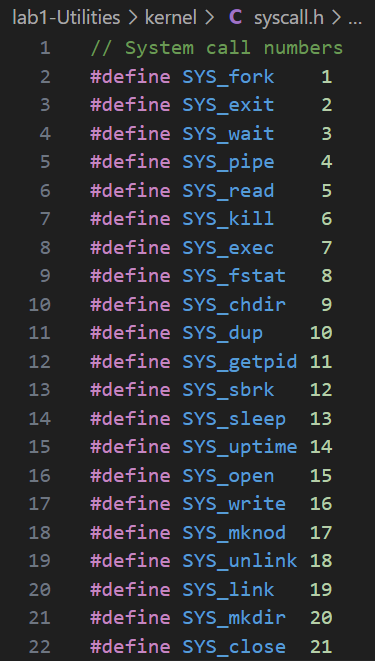 lab1-Utilities > kernel > C syscall.h > ...
1 // System call numbers
2 #define SYS_fork 1
3 #define SYS_exit 2
4 #define SYS_wait 3
5 #define SYS_pipe 4
6 #define SYS_read 5
7 #define SYS_kill 6
8 #define SYS_exec 7
9 #define SYS_fstat 8
10 #define SYS_chdir 9
11 #define SYS_dup 10
12 #define SYS_getpid 11
13 #define SYS_sbrk 12
14 #define SYS_sleep 13
15 #define SYS_uptime 14
16 #define SYS_open 15
17 #define SYS_write 16
18 #define SYS_mknod 17
19 #define SYS_unlink 18
20 #define SYS_link 19
21 #define SYS_mkdir 20
22 #define SYS_close 21